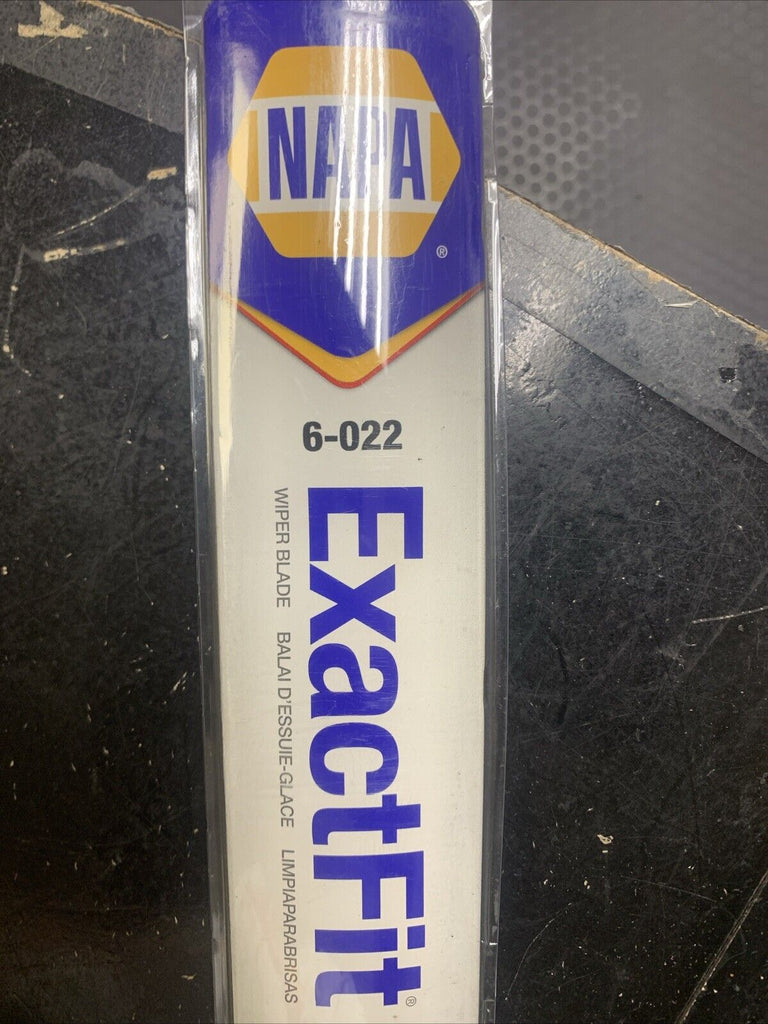 NAPA
®
6-022
ExactFit®
WIPER BLADE BALAI D'ESSUIE-GLACE LIMPIAPARABRISAS